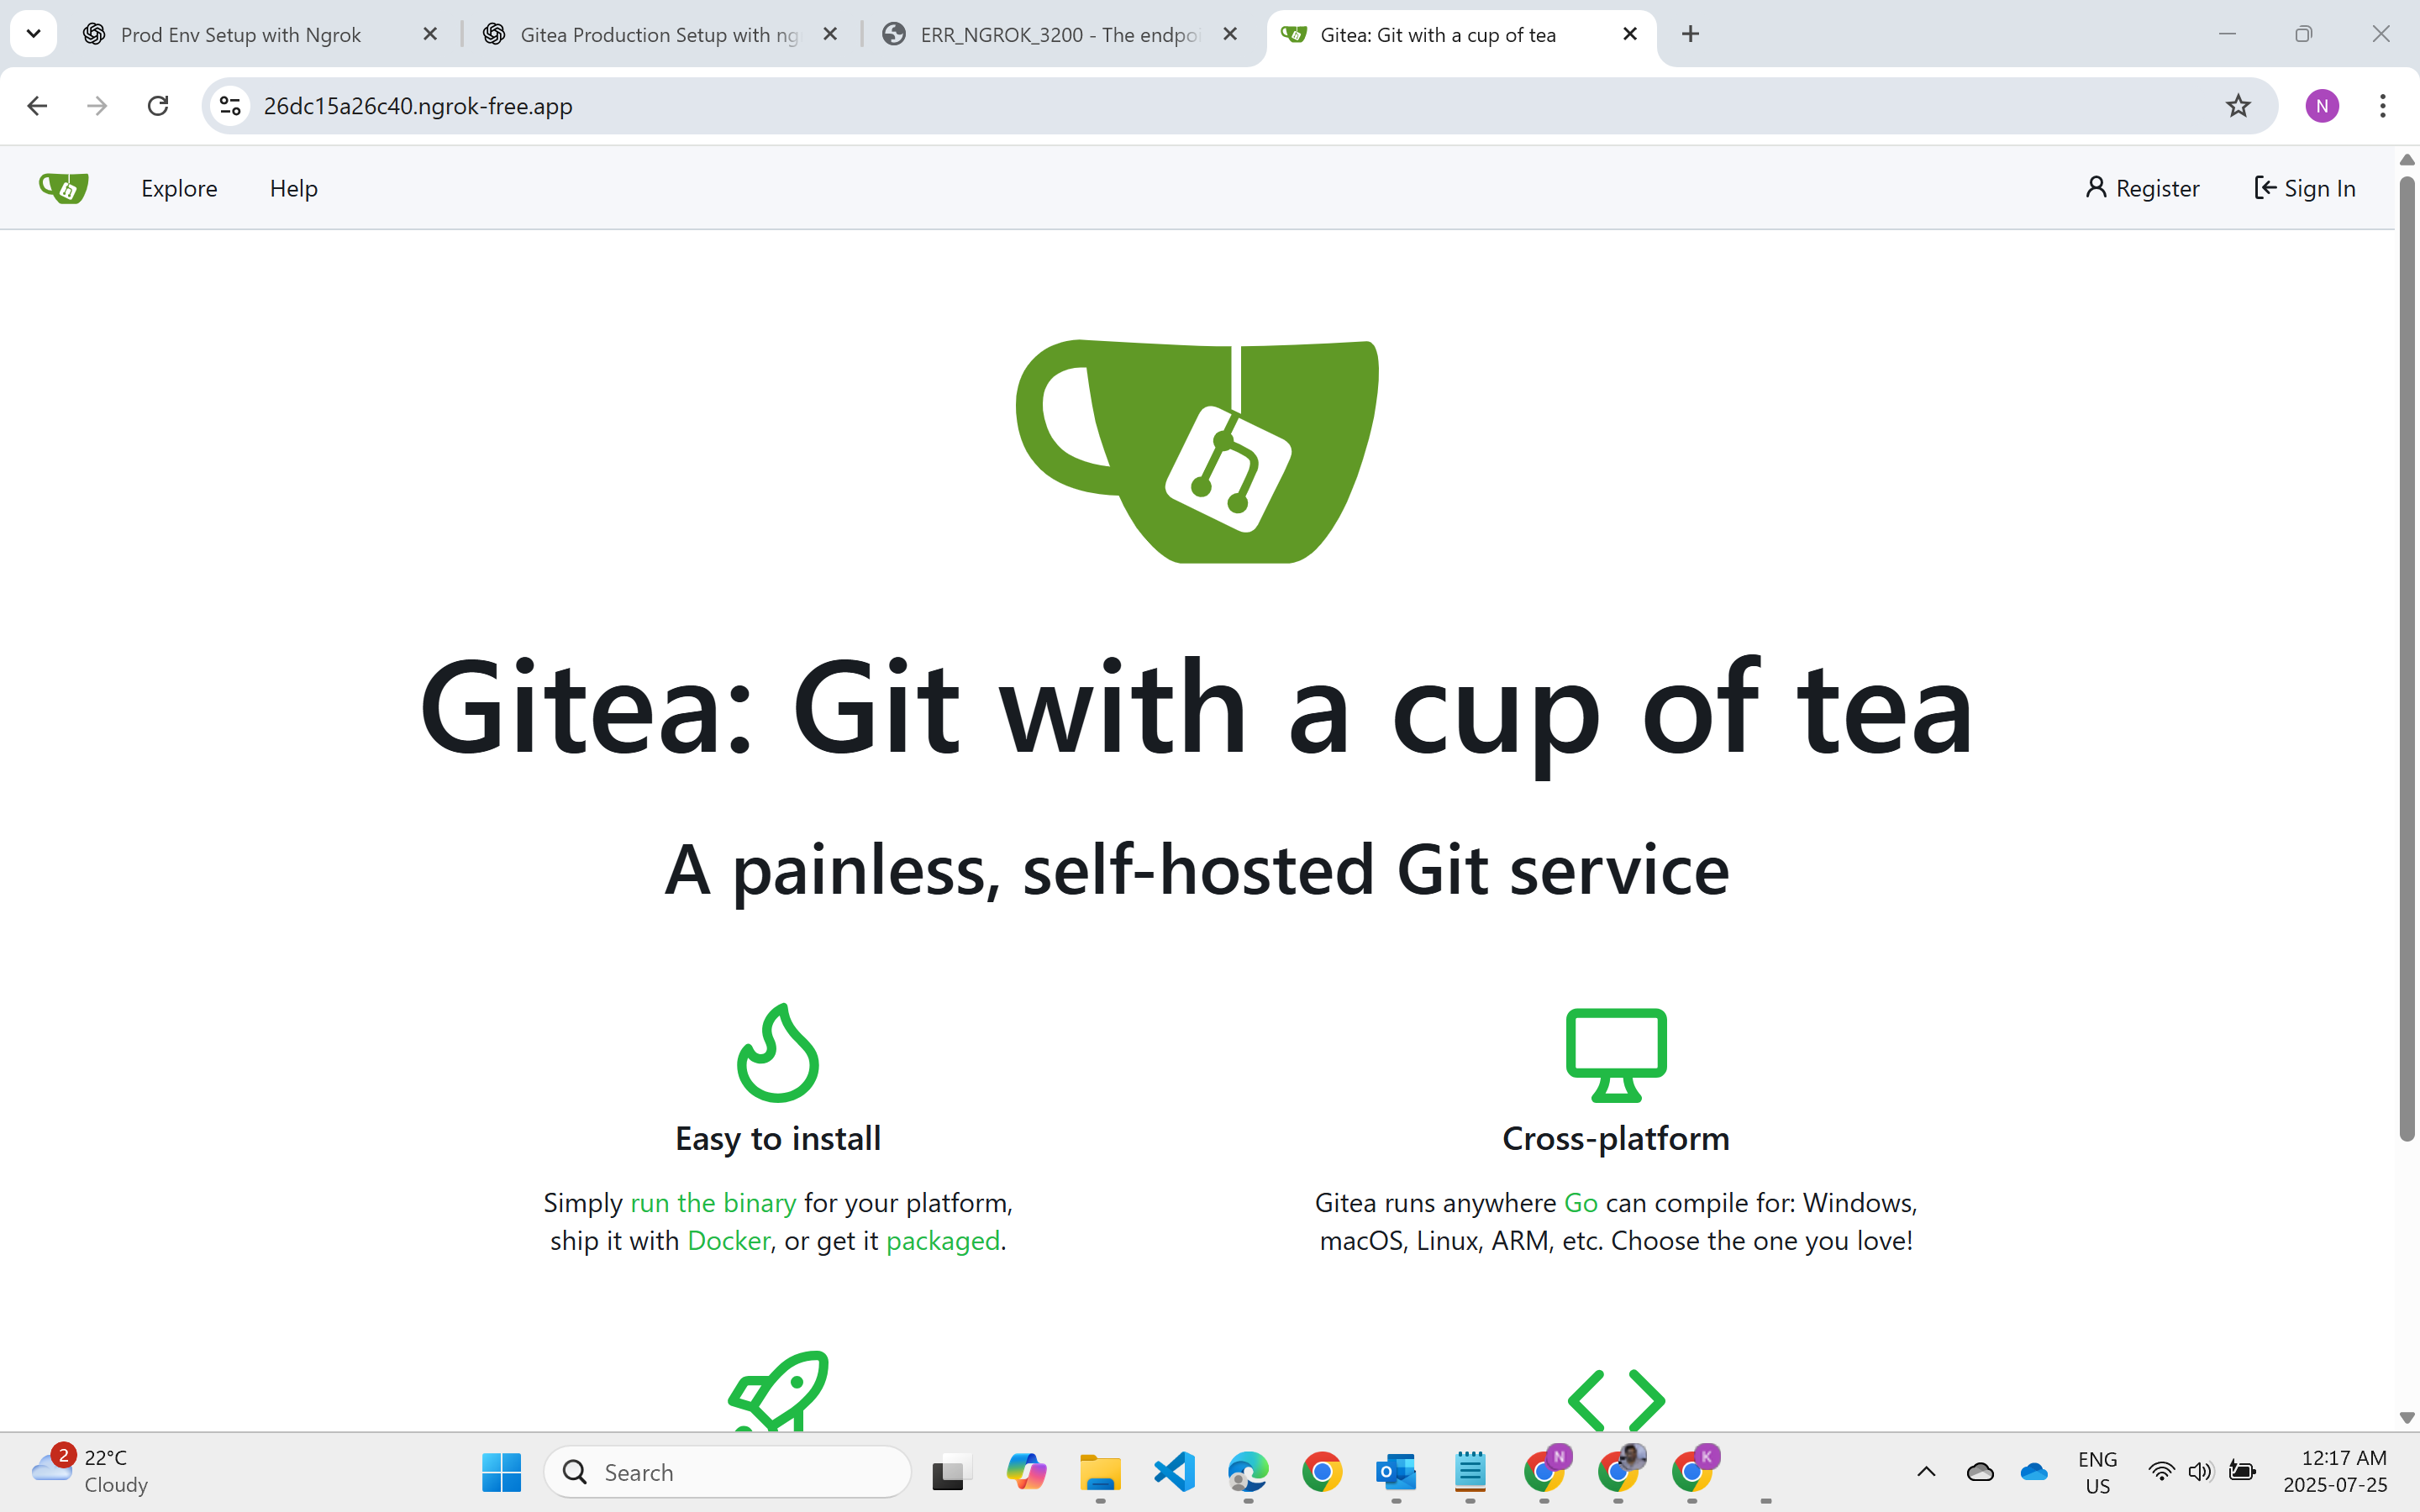 Prod Env Setup with Ngrok
Gitea Production Setup with ng
ERR_NGROK_3200 - The endpoi
Gitea: Git with a cup of tea
26dc15a26c40.ngrok-free.app
N
Explore
Help
Register
Sign In
Gitea: Git with a cup of tea
A painless, self-hosted Git service
Easy to install
Simply run the binary for your platform,
ship it with Docker, or get it packaged.
Cross-platform
Gitea runs anywhere Go can compile for: Windows,
macOS, Linux, ARM, etc. Choose the one you love!
2
22°C
Cloudy
Search
N
K
ENG
US
12:17 AM
2025-07-25